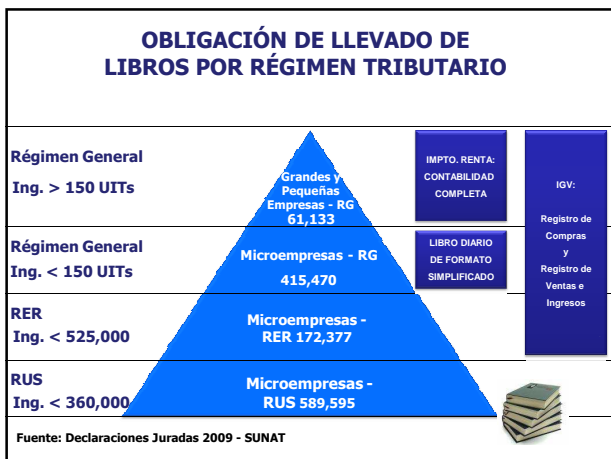 OBLIGACIÓN DE LLEVADO DE
LIBROS POR RÉGIMEN TRIBUTARIO
Régimen General
Ing. > 150 UITs
Grandes y
Pequeñas
Empresas - RG
61,133
IMPTO. RENTA:
CONTABILIDAD
COMPLETA
IGV:
Registro de
Compras
y
Registro de
Ventas e
Ingresos
Régimen General
Ing. < 150 UITs
Microempresas - RG
415,470
LIBRO DIARIO
DE FORMATO
SIMPLIFICADO
RER
Ing. < 525,000
Microempresas -
RER 172,377
RUS
Ing. < 360,000
Microempresas -
RUS 589,595
Fuente: Declaraciones Juradas 2009 - SUNAT